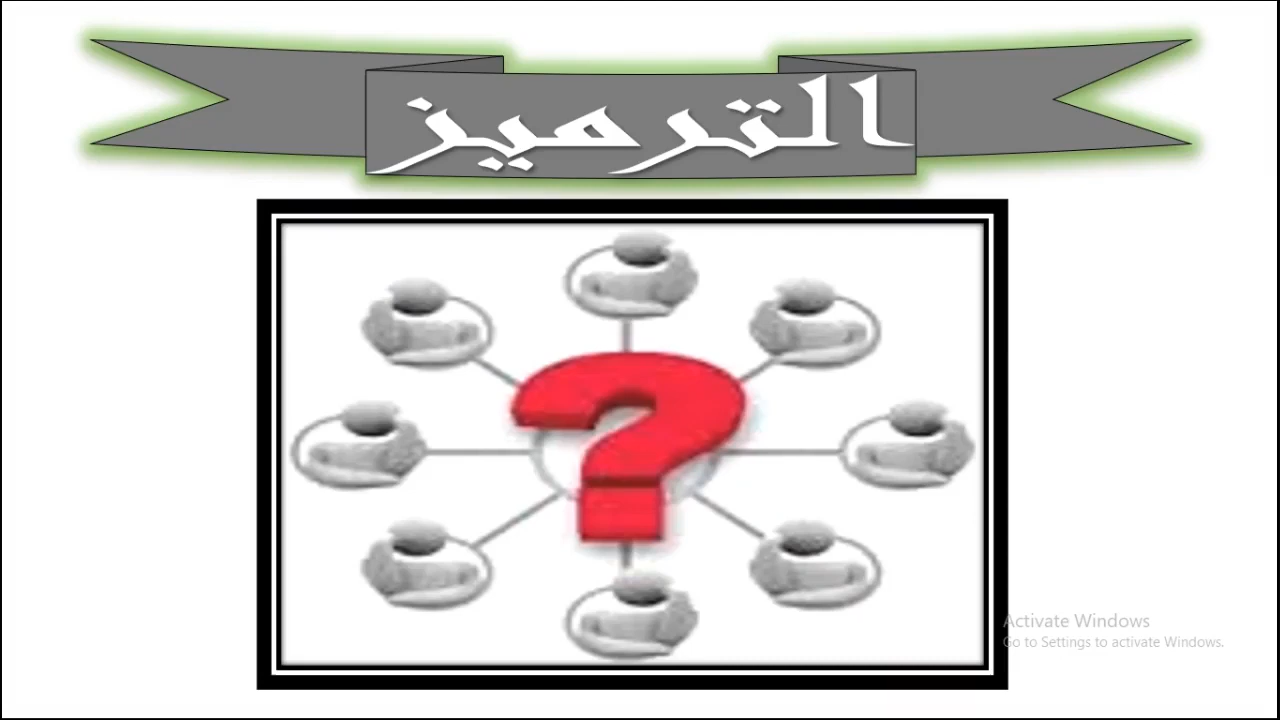 الترميز
?
Activate Windows
Go to Settings to activate Windows.